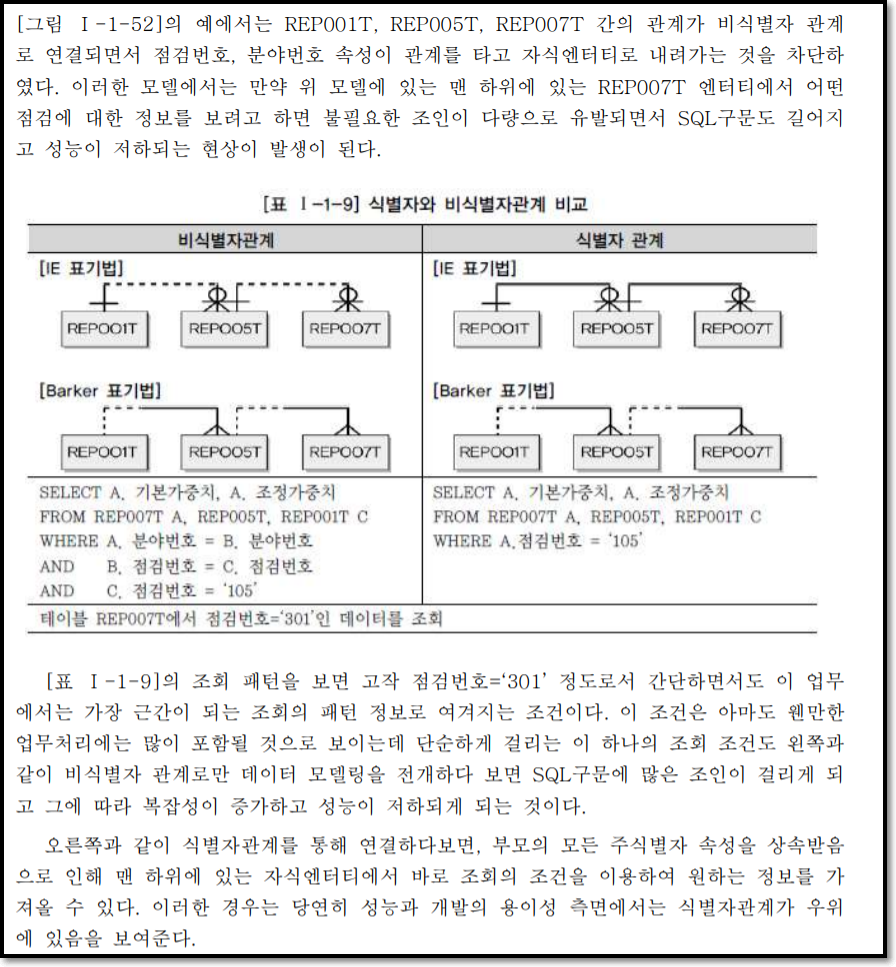 [그림 Ⅰ-1-52]의 예에서는 REP001T, REP005T, REP007T 간의 관계가 비식별자 관계
로 연결되면서 점검번호, 분야번호 속성이 관계를 타고 자식엔터티로 내려가는 것을 차단하
였다. 이러한 모델에서는 만약 위 모델에 있는 맨 하위에 있는 REP007T 엔터티에서 어떤
점검에 대한 정보를 보려고 하면 불필요한 조인이 다량으로 유발되면서 SQL구문도 길어지
고 성능이 저하되는 현상이 발생이 된다.
[표 Ⅰ-1-9] 식별자와 비식별자관계 비교
비식별자관계
식별자 관계
[IE 표기법]
[IE 표기법]
REP001T REP005T REP007T
REP001T REP005T REP007T
[Barker 표기법]
[Barker 표기법]
REP001T REP005T REP007T
REP001T REP005T REP007T
SELECT A. 기본가중치, A. 조정가중치
FROM REP007T A, REP005T, REP001T C
WHERE A. 분야번호 = B. 분야번호
AND B. 점검번호 = C. 점검번호
AND C. 점검번호 = ‘105’
SELECT A. 기본가중치, A. 조정가중치
FROM REP007T A, REP005T, REP001T C
WHERE A.점검번호 = ‘105’
테이블 REP007T에서 점검번호=‘301’인 데이터를 조회
[표 Ⅰ-1-9]의 조회 패턴을 보면 고작 점검번호=‘301’ 정도로서 간단하면서도 이 업무
에서는 가장 근간이 되는 조회의 패턴 정보로 여겨지는 조건이다. 이 조건은 아마도 웬만한
업무처리에는 많이 포함될 것으로 보이는데 단순하게 걸리는 이 하나의 조회 조건도 왼쪽과
같이 비식별자 관계로만 데이터 모델링을 전개하다 보면 SQL구문에 많은 조인이 걸리게 되
고 그에 따라 복잡성이 증가하고 성능이 저하되게 되는 것이다.
오른쪽과 같이 식별자관계를 통해 연결하다보면, 부모의 모든 주식별자 속성을 상속받음
으로 인해 맨 하위에 있는 자식엔터티에서 바로 조회의 조건을 이용하여 원하는 정보를 가
져올 수 있다. 이러한 경우는 당연히 성능과 개발의 용이성 측면에서는 식별자관계가 우위
에 있음을 보여준다.